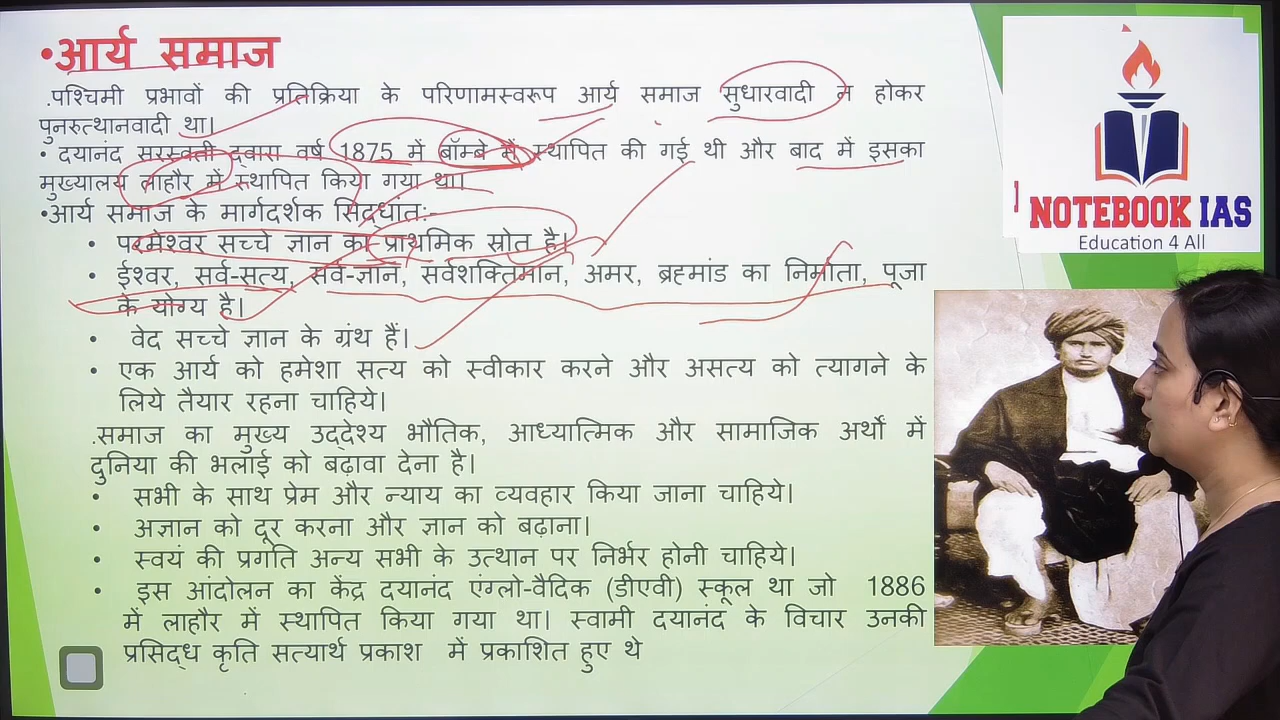 •आर्य समाज
.पश्चिमी प्रभावों की प्रतिक्रिया के परिणामस्वरूप आर्य समाज सुधारवादी न होकर
पुनरुत्थानवादी था।
• दयानंद सरस्वती द्वारा वर्ष 1875 में बॉम्बे में स्थापित की गई थी और बाद में इसका
मुख्यालय लाहौर में स्थापित किया गया था।
•आर्य समाज के मार्गदर्शक सिद्धांत:-
• परमेश्वर सच्चे ज्ञान का प्राथमिक स्रोत है।
• ईश्वर, सर्व-सत्य, सर्व-ज्ञान, सर्वशक्तिमान, अमर, ब्रह्मांड का निर्माता, पूजा
के योग्य है।
• वेद सच्चे ज्ञान के ग्रंथ हैं।
• एक आर्य को हमेशा सत्य को स्वीकार करने और असत्य को त्यागने के
लिये तैयार रहना चाहिये।
.समाज का मुख्य उद्देश्य भौतिक, आध्यात्मिक और सामाजिक अर्थों में
दुनिया की भलाई को बढ़ावा देना है।
• सभी के साथ प्रेम और न्याय का व्यवहार किया जाना चाहिये।
• अज्ञान को दूर करना और ज्ञान को बढ़ाना।
• स्वयं की प्रगति अन्य सभी के उत्थान पर निर्भर होनी चाहिये।
• इस आंदोलन का केंद्र दयानंद एंग्लो-वैदिक (डीएवी) स्कूल था जो 1886
में लाहौर में स्थापित किया गया था। स्वामी दयानंद के विचार उनकी
प्रसिद्ध कृति सत्यार्थ प्रकाश में प्रकाशित हुए थे
NOTEBOOK IAS
Education 4 All